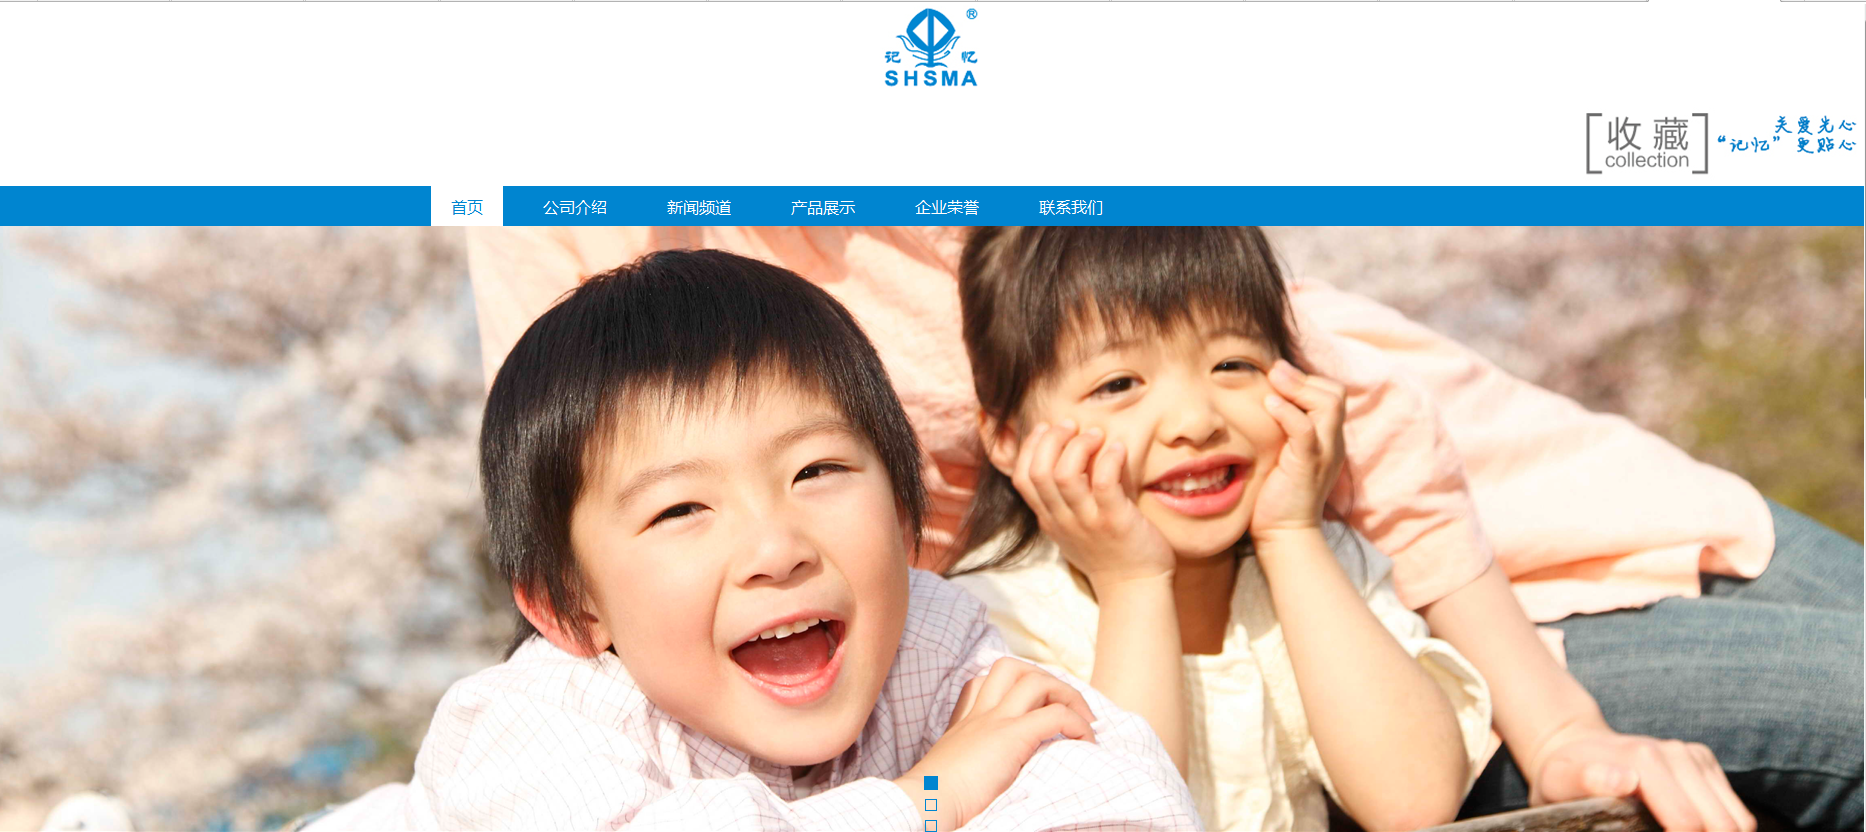 ®
记 忆
SHSMA
收 藏
collection
关爱先心
“记忆”更贴心
首页
公司介绍
新闻频道
产品展示
企业荣誉
联系我们